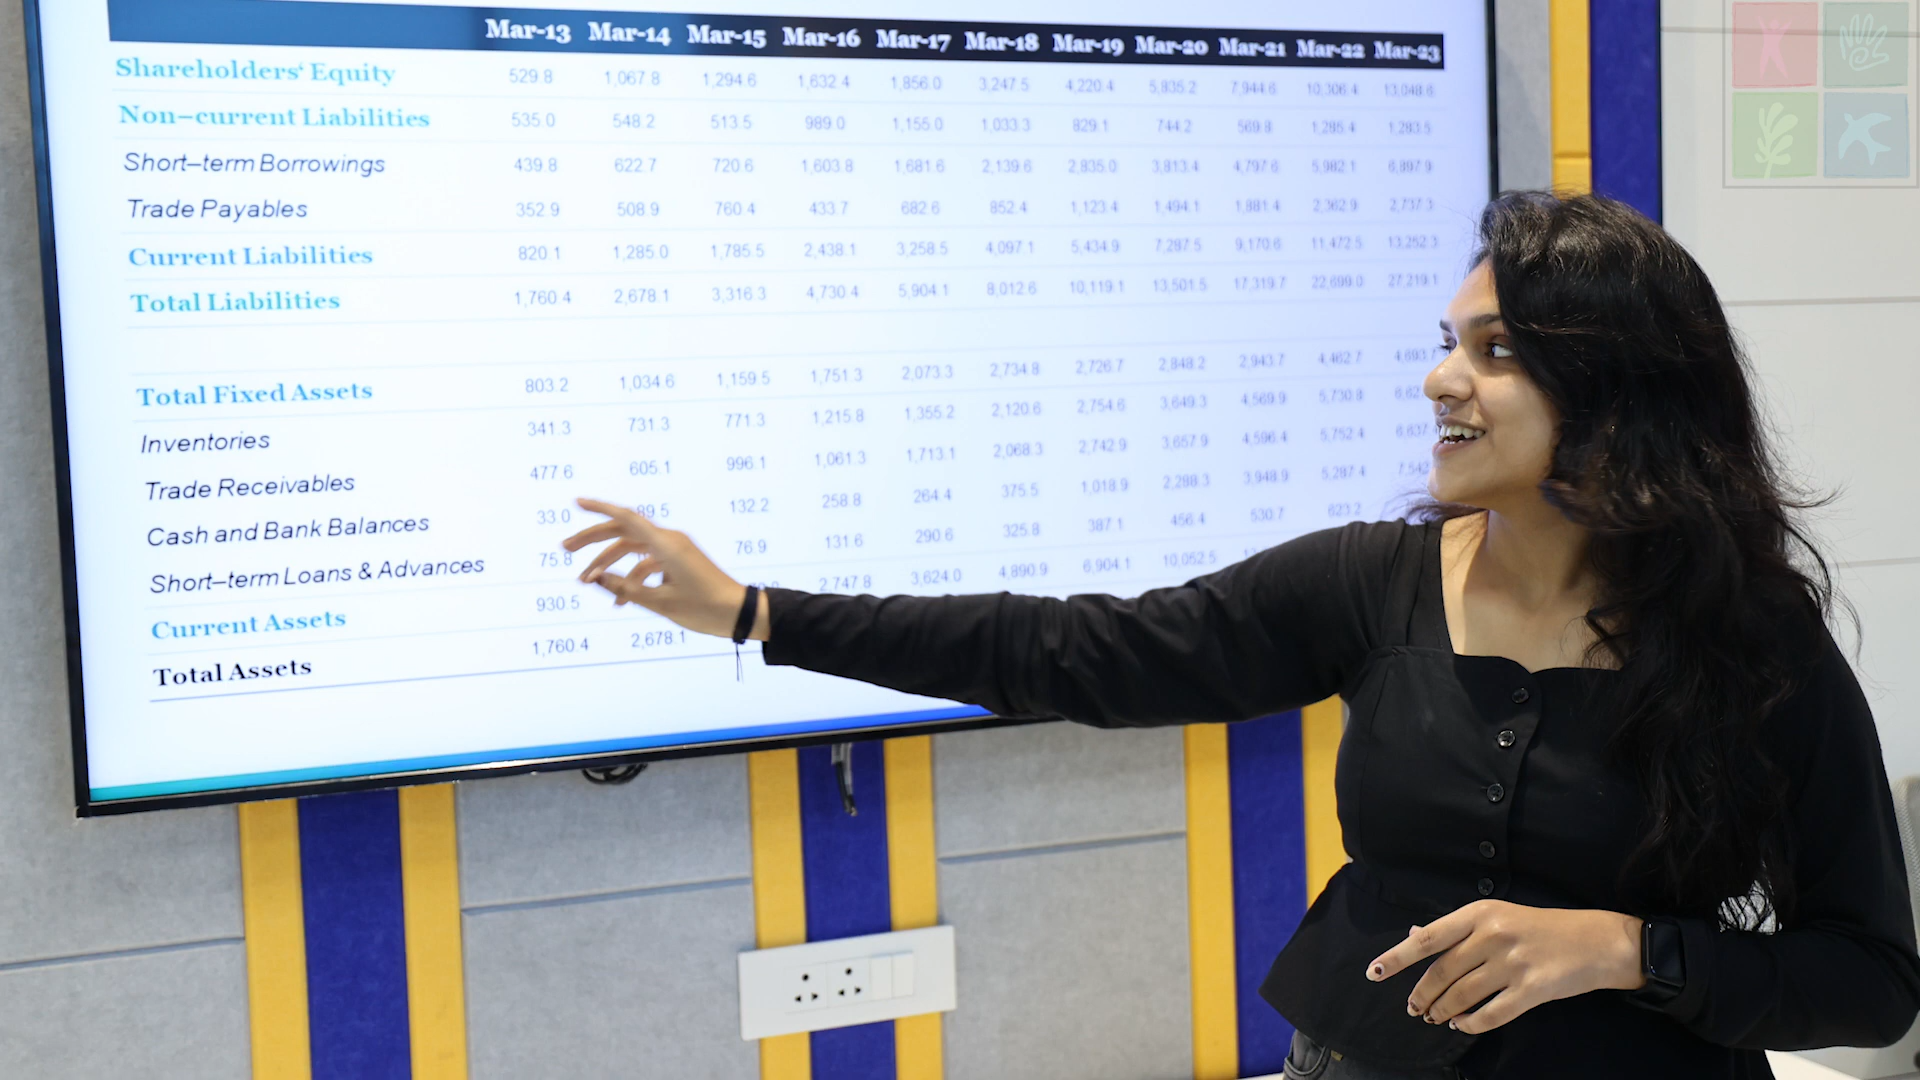 Mar-13 Mar-14 Mar-15 Mar-16 Mar-17 Mar-18 Mar-19 Mar-20 Mar-21 Mar-22 Mar-23
Shareholders‘ Equity 529.8 1,067.8 1,294.6 1,632.4 1,856.0 3,247.5 4,220.4 5,835.2 7,944.6 10,306.4 13,048.6
Non–current Liabilities 535.0 548.2 513.5 989.0 1,155.0 1,033.3 829.1 744.2 569.8 1,285.4 1,283.5
Short–term Borrowings 439.8 622.7 720.6 1,603.8 1,681.6 2,139.6 2,835.0 3,813.4 4,797.6 5,982.1 6,897.9
Trade Payables 352.9 508.9 760.4 433.7 682.6 852.4 1,123.4 1,494.1 1,881.4 2,362.9 2,737.3
Current Liabilities 820.1 1,285.0 1,785.5 2,438.1 3,258.5 4,097.1 5,434.9 7,287.5 9,170.6 11,472.5 13,252.3
Total Liabilities 1,760.4 2,678.1 3,316.3 4,730.4 5,904.1 8,012.6 10,119.1 13,501.5 17,319.7 22,699.0 27,219.1
Total Fixed Assets 803.2 1,034.6 1,159.5 1,751.3 2,073.3 2,734.8 2,726.7 2,848.2 2,943.7 4,462.7 4,693.7
Inventories 341.3 731.3 771.3 1,215.8 1,355.2 2,120.6 2,754.6 3,649.3 4,569.9 5,730.8
Trade Receivables 477.6 605.1 996.1 1,061.3 1,713.1 2,068.3 2,742.9 3,657.9 4,596.4 5,752.4
Cash and Bank Balances 33.0 132.2 258.8 264.4 375.5 1,018.9 2,288.3 3,948.9 5,287.4
Short–term Loans & Advances 75.8 76.9 131.6 290.6 325.8 387.1 456.4 530.7 623.2
Current Assets 930.5 2,747.8 3,624.0 4,890.9 6,904.1 10,052.5
Total Assets 1,760.4 2,678.1